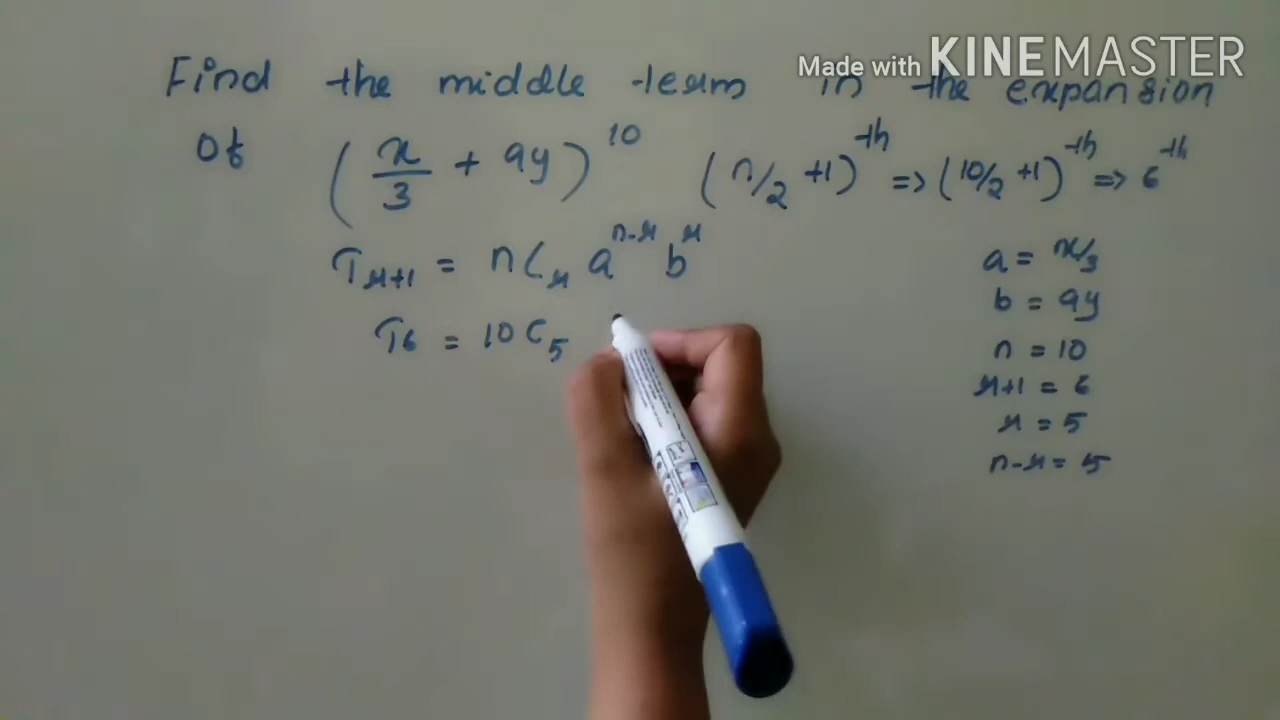 Made with KINEMASTER
Find the middle term in the expansion
Of (x/3 + 9y)^10 (n/2 +1)^th => (10/2 +1)^th => 6^th
T_r+1 = nC_r a^n-r b^r
T6 = 10C_5
a = x/3
b = 9y
n = 10
r+1 = 6
r = 5
n-r = 5